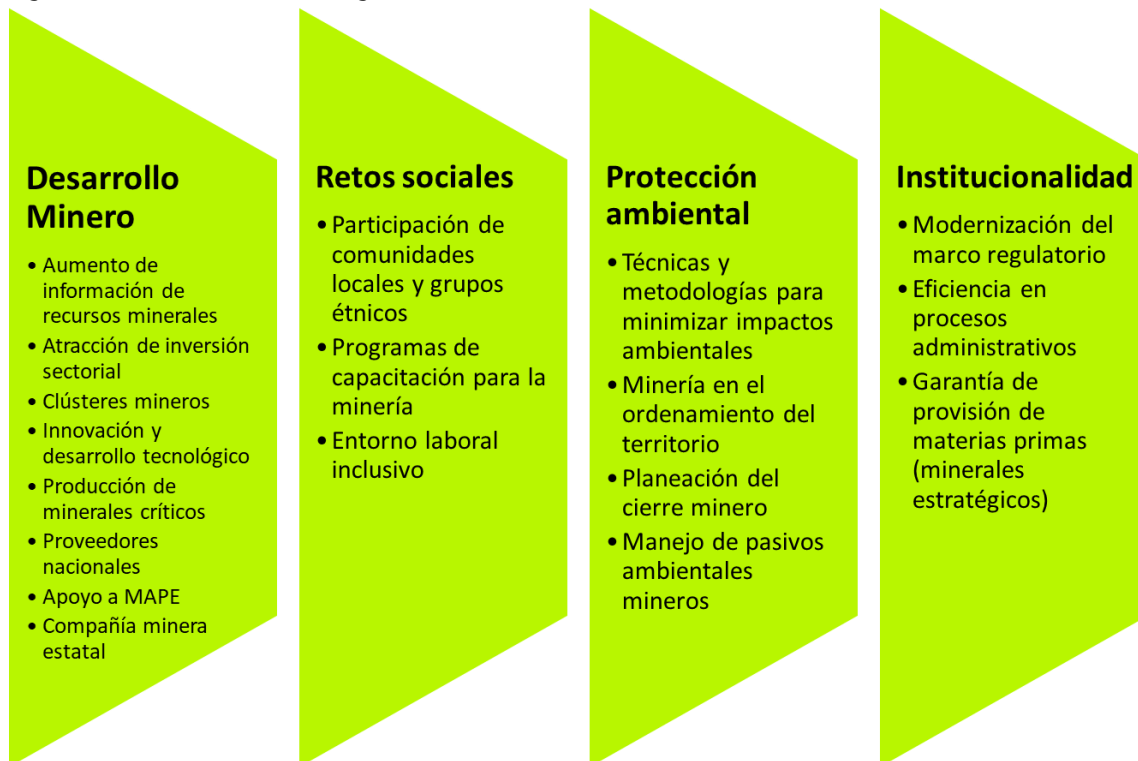 Desarrollo
Minero
• Aumento de
información de
recursos minerales
• Atracción de inversión
sectorial
• Clústeres mineros
• Innovación y
desarrollo tecnológico
• Producción de
minerales críticos
• Proveedores
nacionales
• Apoyo a MAPE
• Compañía minera
estatal
Retos sociales
• Participación de
comunidades
locales y grupos
étnicos
• Programas de
capacitación para la
minería
• Entorno laboral
inclusivo
Protección
ambiental
• Técnicas y
metodologías para
minimizar impactos
ambientales
• Minería en el
ordenamiento del
territorio
• Planeación del
cierre minero
• Manejo de pasivos
ambientales
mineros
Institucionalidad
• Modernización del
marco regulatorio
• Eficiencia en
procesos
administrativos
• Garantía de
provisión de
materias primas
(minerales
estratégicos)